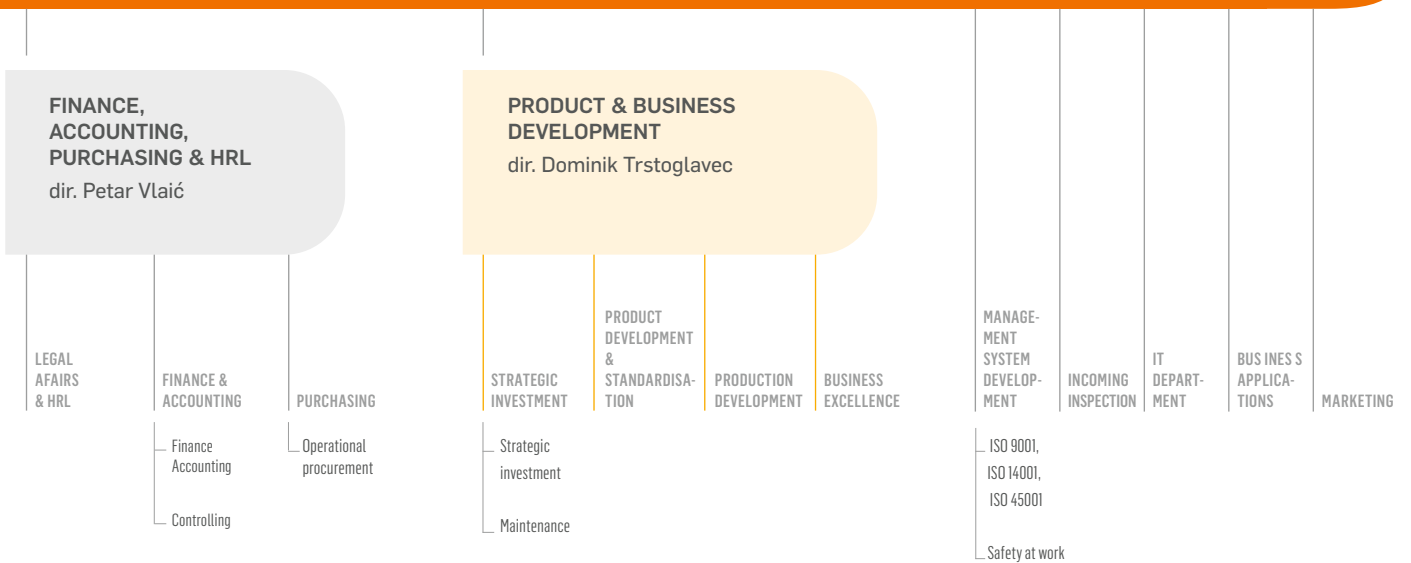 FINANCE,
ACCOUNTING,
PURCHASING & HRL
dir. Petar Vlaić
PRODUCT & BUSINESS
DEVELOPMENT
dir. Dominik Trstoglavec
LEGAL
AFAIRS
& HRL
FINANCE &
ACCOUNTING
PURCHASING
STRATEGIC
INVESTMENT
PRODUCT
DEVELOPMENT
&
STANDARDISA-
TION
PRODUCTION
DEVELOPMENT
BUSINESS
EXCELLENCE
MANAGE-
MENT
SYSTEM
DEVELOP-
MENT
INCOMING
INSPECTION
IT
DEPART-
MENT
BUS INES S
APPLICA-
TIONS
MARKETING
Finance
Accounting
Controlling
Operational
procurement
Strategic
investment
Maintenance
ISO 9001,
ISO 14001,
ISO 45001
Safety at work